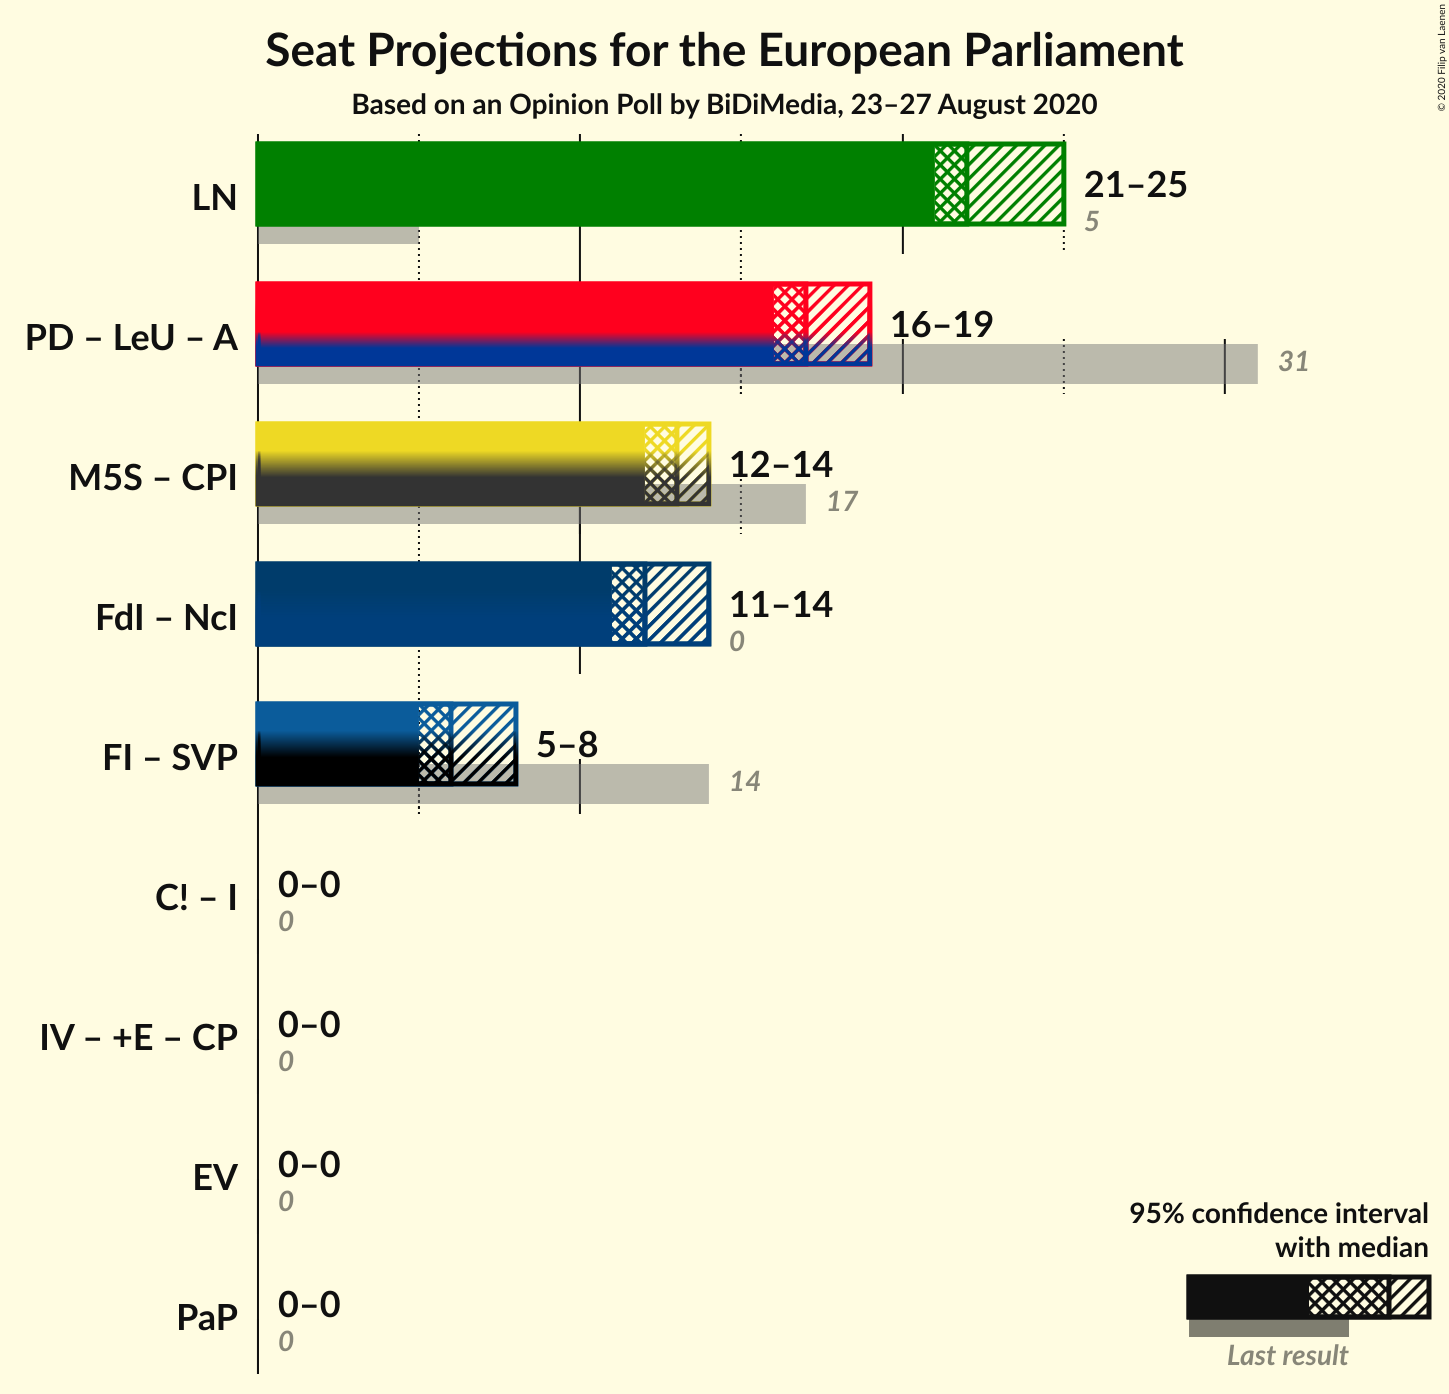 Seat Projections for the European Parliament
Based on an Opinion Poll by BiDiMedia, 23–27 August 2020
© 2020 Filip van Laenen
LN
21–25
5
PD – LeU – A
16–19
31
M5S – CPI
12–14
17
FdI – NcI
11–14
0
FI – SVP
5–8
14
C! – I
0–0
0
IV – +E – CP
0–0
0
EV
0–0
0
PaP
0–0
0
95% confidence interval
with median
Last result